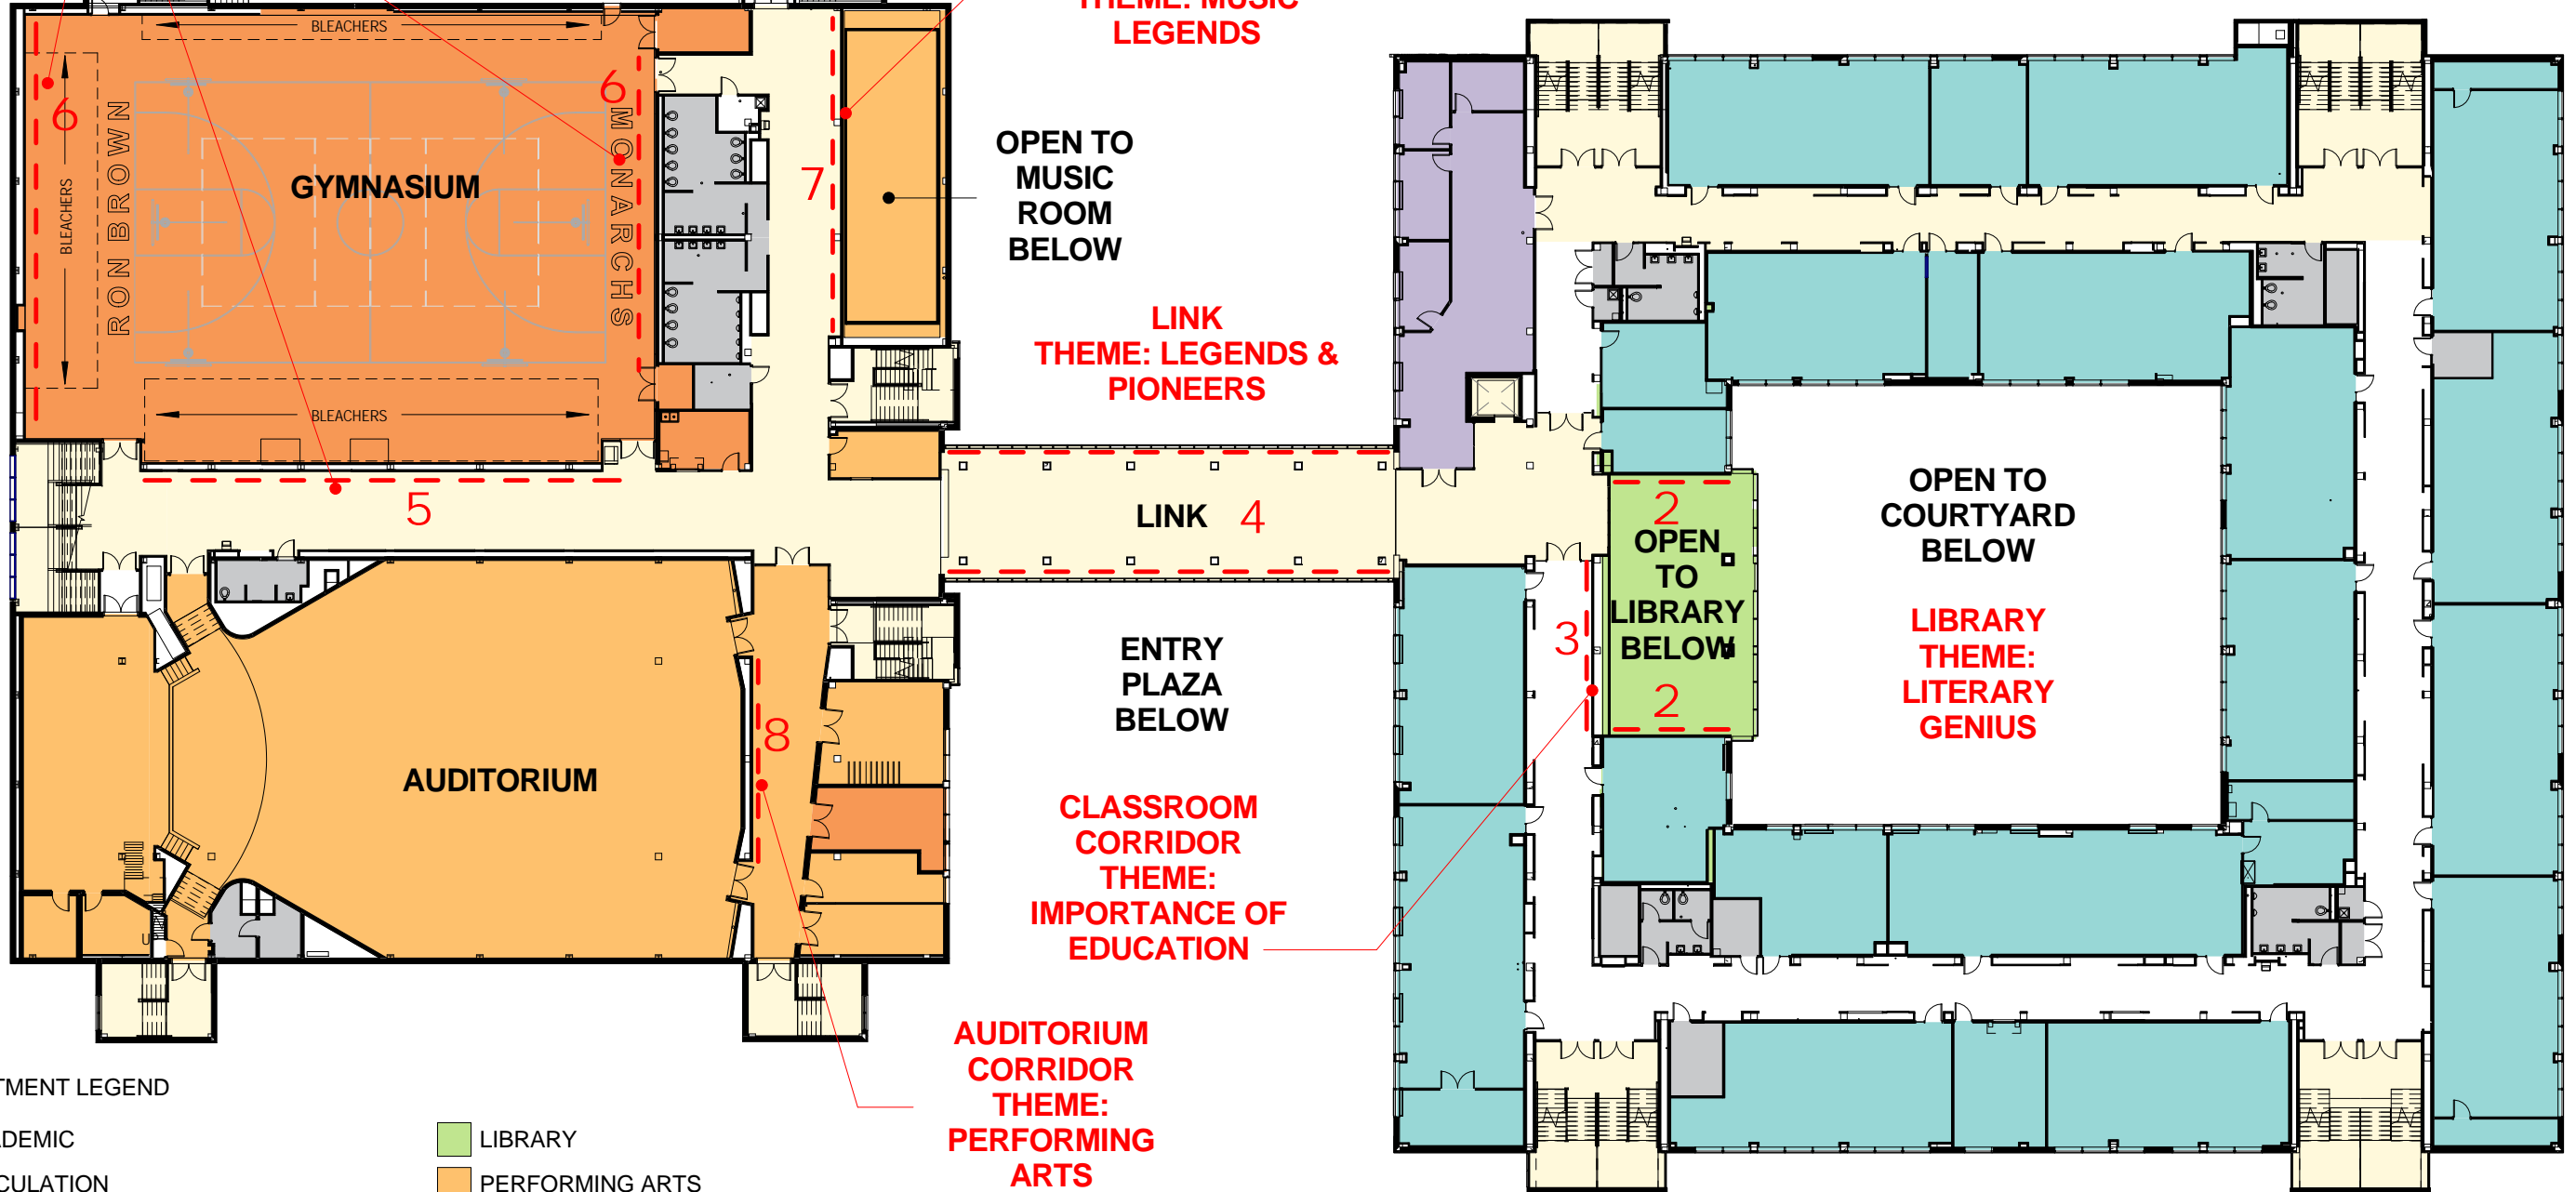 THEME: MUSIC
LEGENDS
BLEACHERS
6
6
BLEACHERS
RON BROWN
GYMNASIUM
MONARCHS
7
OPEN TO
MUSIC
ROOM
BELOW
BLEACHERS
LINK
THEME: LEGENDS &
PIONEERS
5
LINK 4
2
OPEN
TO
LIBRARY
BELOW
2
3
OPEN TO
COURTYARD
BELOW
LIBRARY
THEME:
LITERARY
GENIUS
ENTRY
PLAZA
BELOW
AUDITORIUM
8
CLASSROOM
CORRIDOR
THEME:
IMPORTANCE OF
EDUCATION
AUDITORIUM
CORRIDOR
THEME:
PERFORMING
ARTS
TMENT LEGEND
DEMIC
LIBRARY
CULATION
PERFORMING ARTS